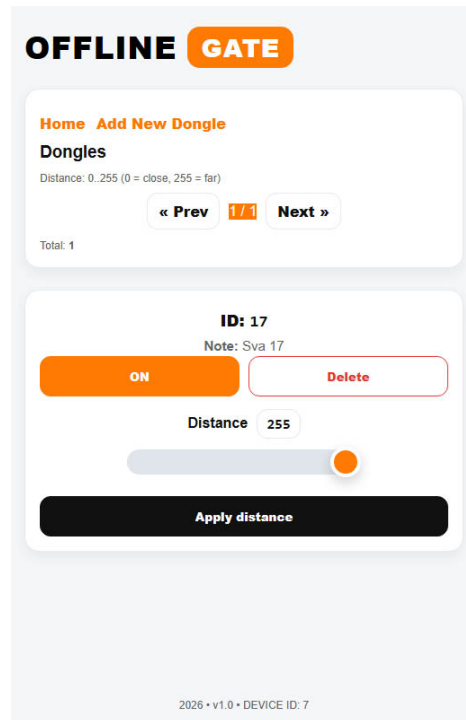 OFFLINE GATE
Home Add New Dongle
Dongles
Distance: 0..255 (0 = close, 255 = far)
« Prev 1 / 1 Next »
Total: 1
ID: 17
Note: Sva 17
ON Delete
Distance 255
Apply distance
2026 • v1.0 • DEVICE ID: 7